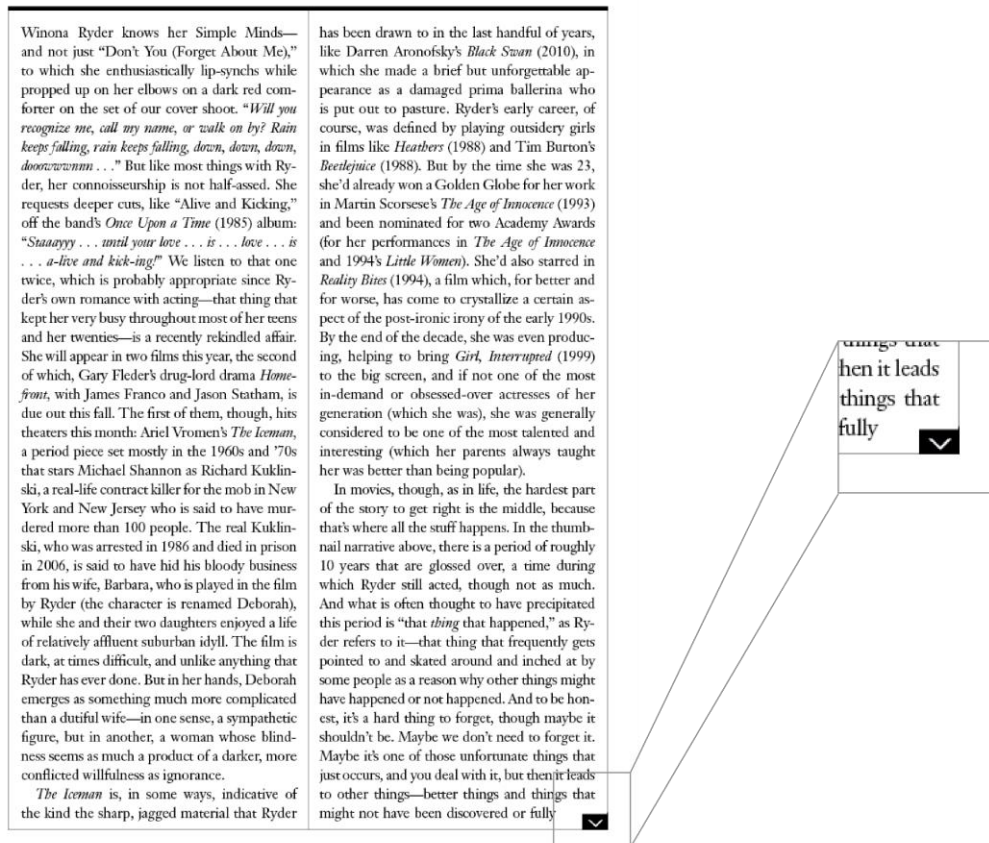 Winona Ryder knows her Simple Minds—
and not just “Don’t You (Forget About Me),”
to which she enthusiastically lip-synchs while
propped up on her elbows on a dark red com-
forter on the set of our cover shoot. “Will you
recognize me, call my name, or walk on by? Rain
keeps falling, rain keeps falling, down, down, down,
dooowwwnnn . . .” But like most things with Ry-
der, her connoisseurship is not half-assed. She
requests deeper cuts, like “Alive and Kicking,”
off the band’s Once Upon a Time (1985) album:
“Staaayyy . . . until your love . . . is . . . love . . . is
. . . a-live and kick-ing!” We listen to that one
twice, which is probably appropriate since Ry-
der’s own romance with acting—that thing that
kept her very busy throughout most of her teens
and her twenties—is a recently rekindled affair.
She will appear in two films this year, the second
of which, Gary Fleder’s drug-lord drama Home-
front, with James Franco and Jason Statham, is
due out this fall. The first of them, though, hits
theaters this month: Ariel Vromen’s The Iceman,
a period piece set mostly in the 1960s and ’70s
that stars Michael Shannon as Richard Kuklin-
ski, a real-life contract killer for the mob in New
York and New Jersey who is said to have mur-
dered more than 100 people. The real Kuklin-
ski, who was arrested in 1986 and died in prison
in 2006, is said to have hid his bloody business
from his wife, Barbara, who is played in the film
by Ryder (the character is renamed Deborah),
while she and their two daughters enjoyed a life
of relatively affluent suburban idyll. The film is
dark, at times difficult, and unlike anything that
Ryder has ever done. But in her hands, Deborah
emerges as something much more complicated
than a dutiful wife—in one sense, a sympathetic
figure, but in another, a woman whose blind-
ness seems as much a product of a darker, more
conflicted willfulness as ignorance.
The Iceman is, in some ways, indicative of
the kind the sharp, jagged material that Ryder
has been drawn to in the last handful of years,
like Darren Aronofsky’s Black Swan (2010), in
which she made a brief but unforgettable ap-
pearance as a damaged prima ballerina who
is put out to pasture. Ryder’s early career, of
course, was defined by playing outsidery girls
in films like Heathers (1988) and Tim Burton’s
Beetlejuice (1988). But by the time she was 23,
she’d already won a Golden Globe for her work
in Martin Scorsese’s The Age of Innocence (1993)
and been nominated for two Academy Awards
(for her performances in The Age of Innocence
and 1994’s Little Women). She’d also starred in
Reality Bites (1994), a film which, for better and
for worse, has come to crystallize a certain as-
pect of the post-ironic irony of the early 1990s.
By the end of the decade, she was even produc-
ing, helping to bring Girl, Interrupted (1999)
to the big screen, and if not one of the most
in-demand or obsessed-over actresses of her
generation (which she was), she was generally
considered to be one of the most talented and
interesting (which her parents always taught
her was better than being popular).
In movies, though, as in life, the hardest part
of the story to get right is the middle, because
that’s where all the stuff happens. In the thumb-
nail narrative above, there is a period of roughly
10 years that are glossed over, a time during
which Ryder still acted, though not as much.
And what is often thought to have precipitated
this period is “that thing that happened,” as Ry-
der refers to it—that thing that frequently gets
pointed to and skated around and inched at by
some people as a reason why other things might
have happened or not happened. And to be hon-
est, it’s a hard thing to forget, though maybe it
shouldn’t be. Maybe we don’t need to forget it.
Maybe it’s one of those unfortunate things that
just occurs, and you deal with it, but then it leads
to other things—better things and things that
might not have been discovered or fully
things that
hen it leads
things that
fully